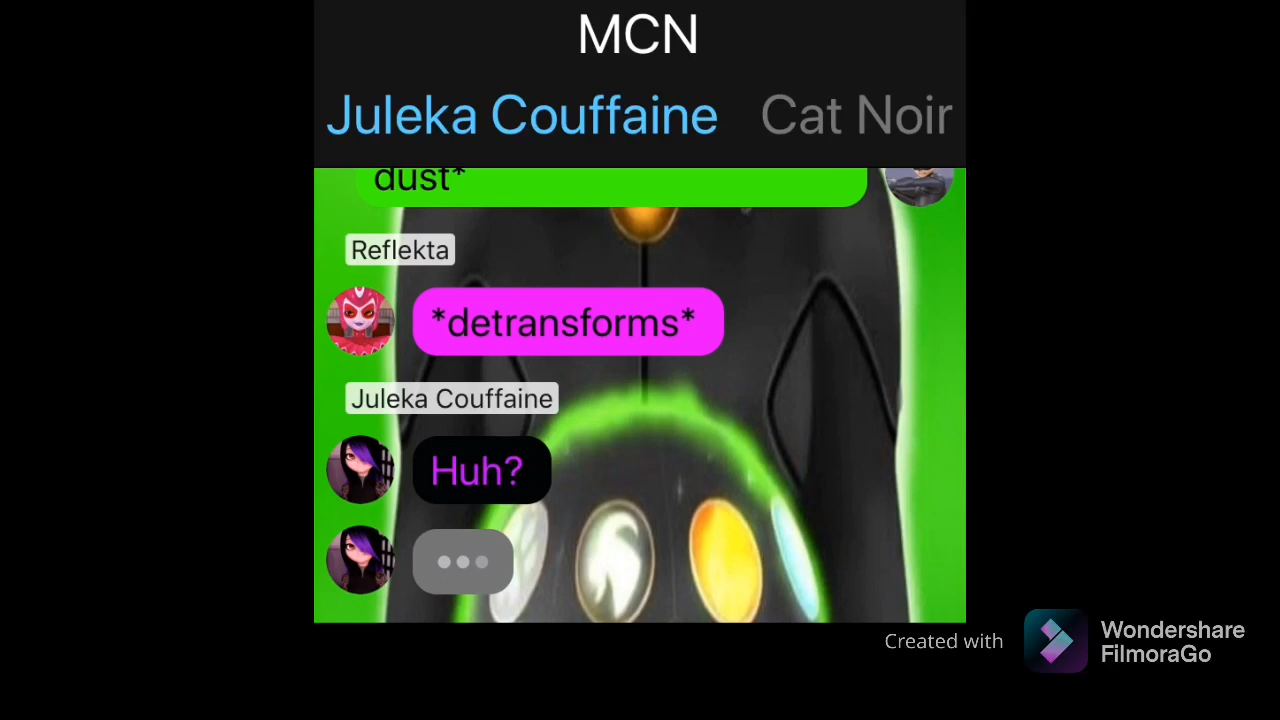 MCN
Juleka Couffaine Cat Noir
dust*
Reflekta
*detransforms*
Juleka Couffaine
Huh?
Created with
Wondershare
FilmoraGo